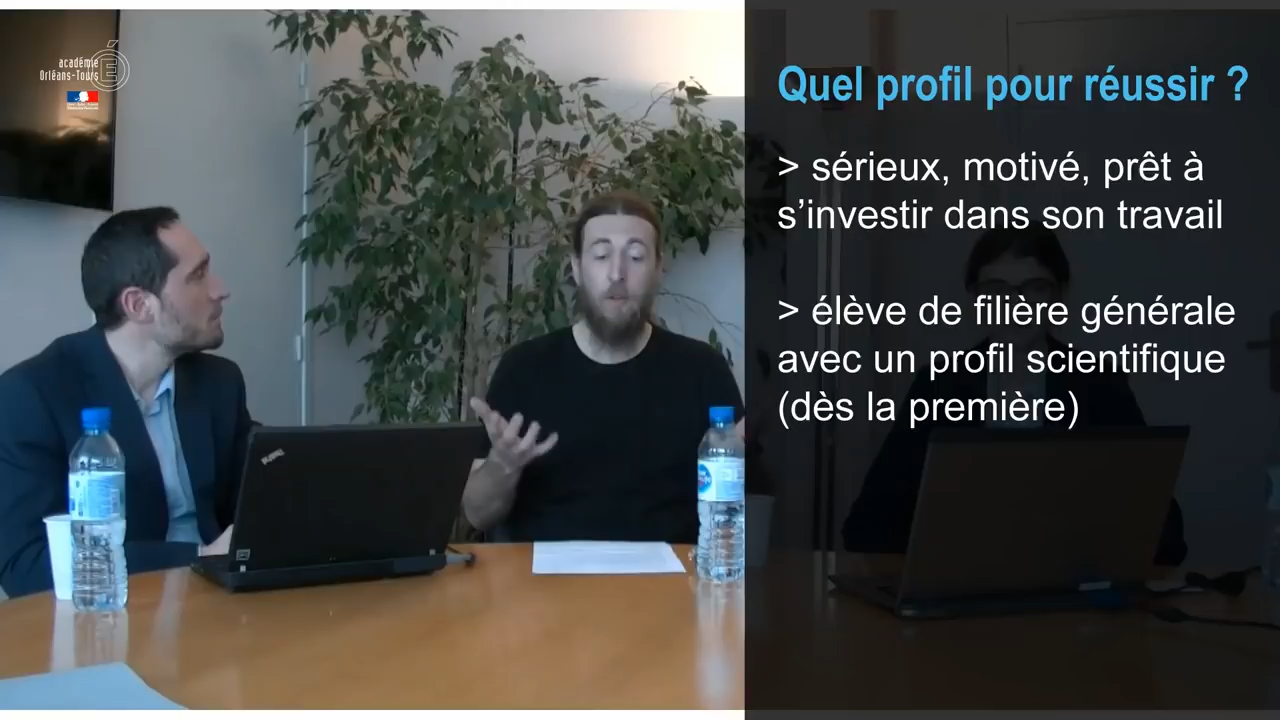 académie
Orléans-Tours
Quel profil pour réussir ?
> sérieux, motivé, prêt à
s’investir dans son travail
> élève de filière générale
avec un profil scientifique
(dès la première)
ThinkPad